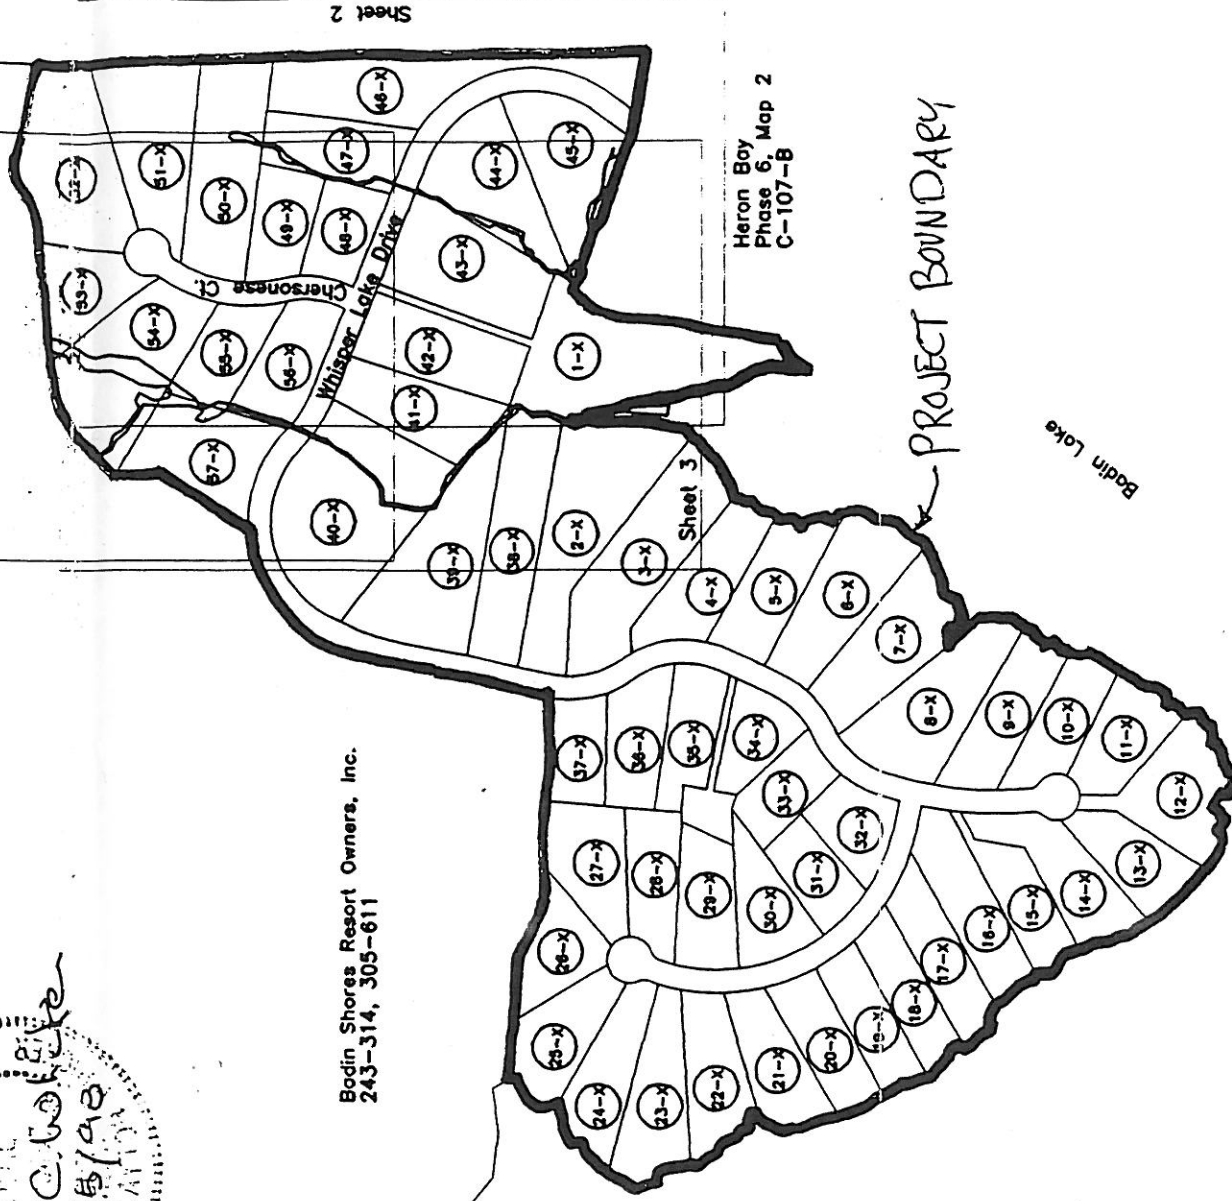 Sheet 2
52-X
51-X
50-X
49-X
48-X
47-X
46-X
45-X
44-X
43-X
42-X
41-X
1-X
53-X
54-X
55-X
56-X
57-X
Chersonese Ct.
Whisper Lake Drive
Heron Bay
Phase 6, Map 2
C-107-B
PROJECT BOUNDARY
Badin Lake
Sheet 3
40-X
39-X
38-X
2-X
3-X
4-X
5-X
6-X
7-X
8-X
9-X
10-X
11-X
12-X
13-X
14-X
15-X
16-X
17-X
18-X
19-X
20-X
21-X
22-X
23-X
24-X
25-X
26-X
27-X
28-X
29-X
30-X
31-X
32-X
33-X
34-X
35-X
36-X
37-X
Badin Shores Resort Owners, Inc.
243-314, 305-611